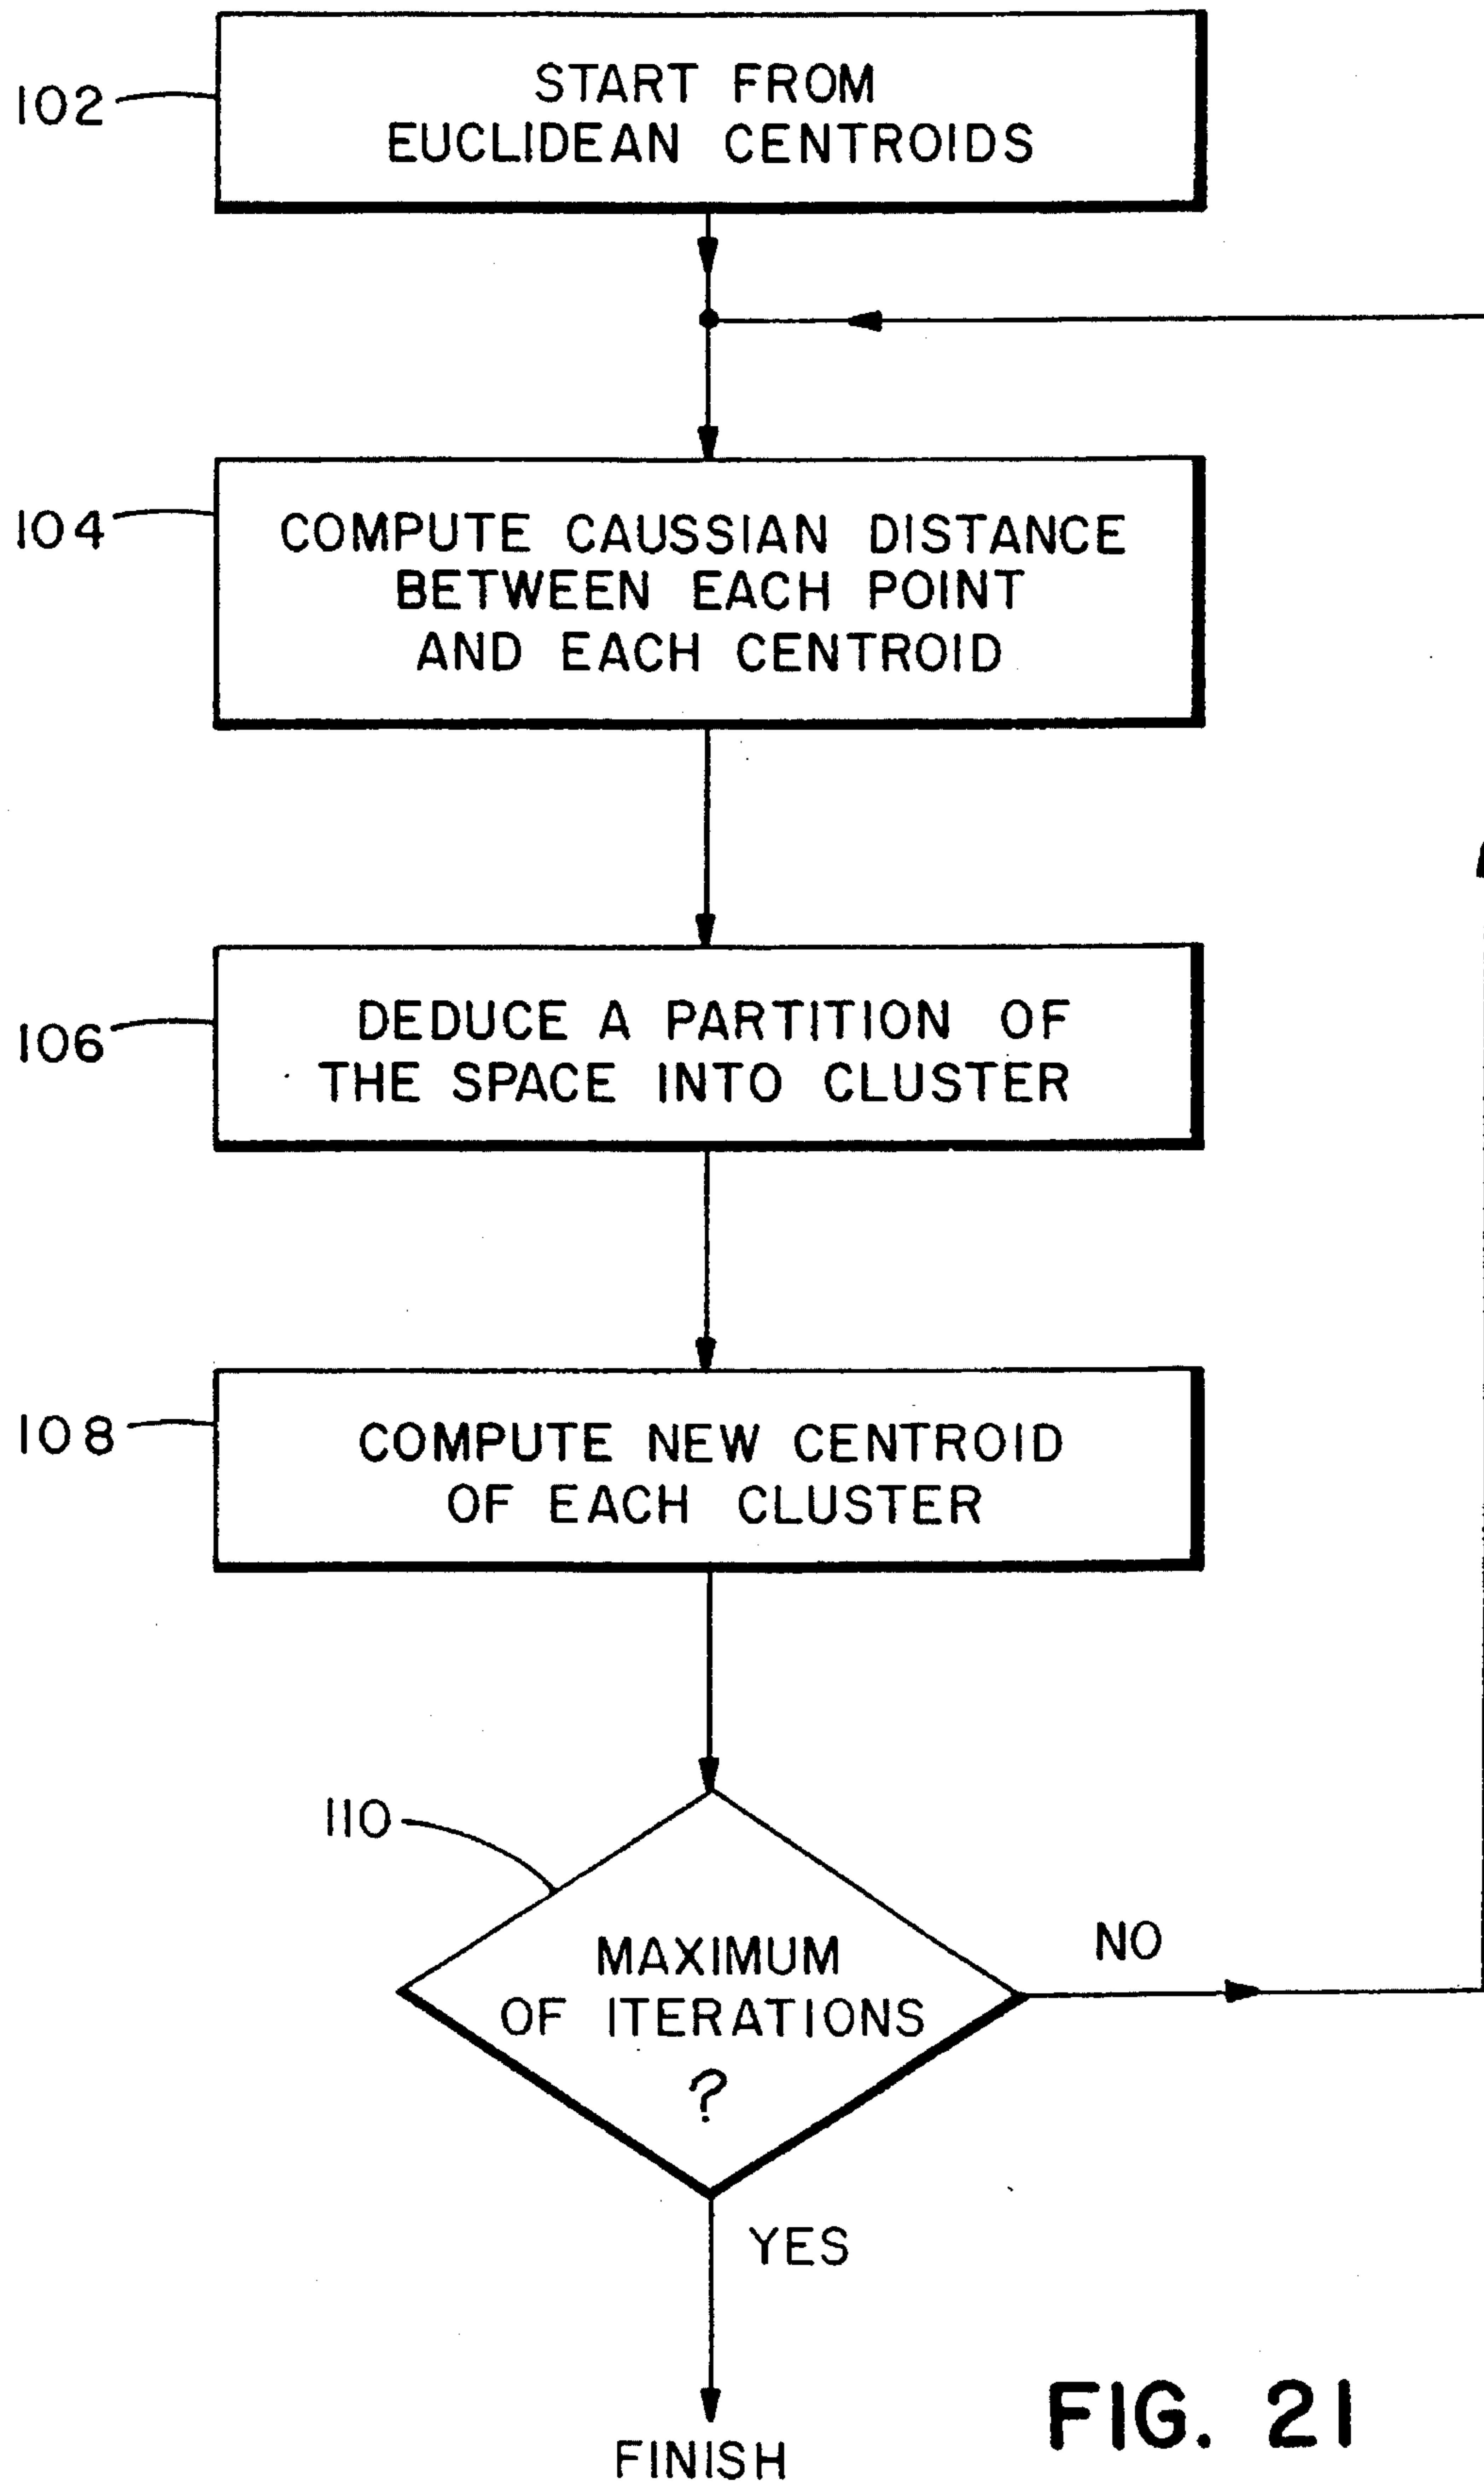 102
START FROM
EUCLIDEAN CENTROIDS
104
COMPUTE CAUSSIAN DISTANCE
BETWEEN EACH POINT
AND EACH CENTROID
106
DEDUCE A PARTITION OF
THE SPACE INTO CLUSTER
108
COMPUTE NEW CENTROID
OF EACH CLUSTER
110
MAXIMUM
OF ITERATIONS
?
NO
YES
FINISH
FIG. 21